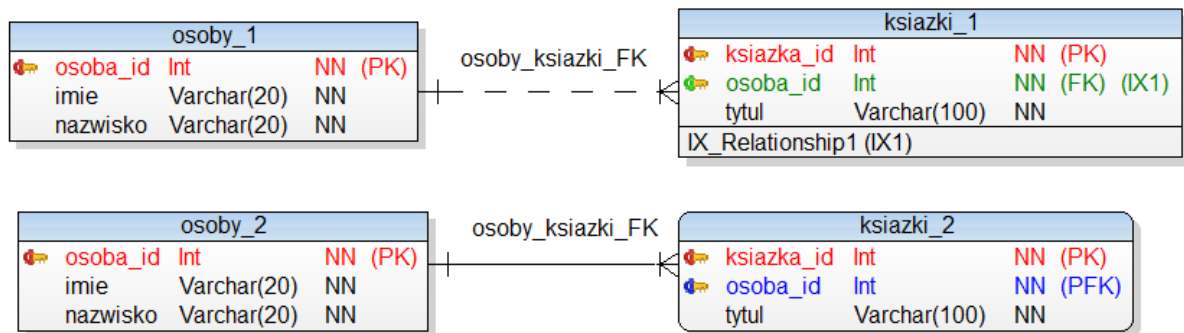 osoby_1
osoba_id Int NN (PK)
imie Varchar(20) NN
nazwisko Varchar(20) NN
osoby_ksiazki_FK
ksiazki_1
ksiazka_id Int NN (PK)
osoba_id Int NN (FK) (IX1)
tytul Varchar(100) NN
IX_Relationship1 (IX1)
osoby_2
osoba_id Int NN (PK)
imie Varchar(20) NN
nazwisko Varchar(20) NN
osoby_ksiazki_FK
ksiazki_2
ksiazka_id Int NN (PK)
osoba_id Int NN (PFK)
tytul Varchar(100) NN